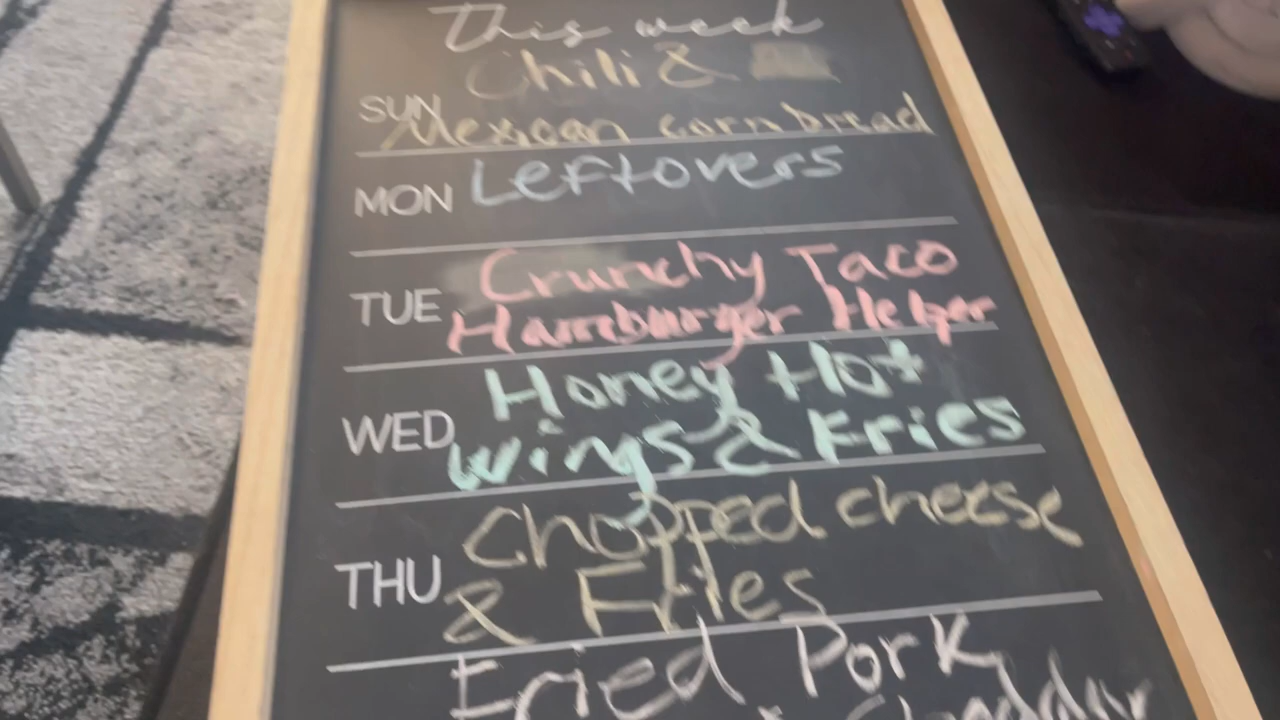 This week
Chili &
SUN
Mexican cornbread
MON Leftovers
Crunchy Taco
TUE
Hamburger Helper
Honey Hot
WED
Wings & Fries
Chopped cheese
THU
& Fries
Fried Pork
Cheddar